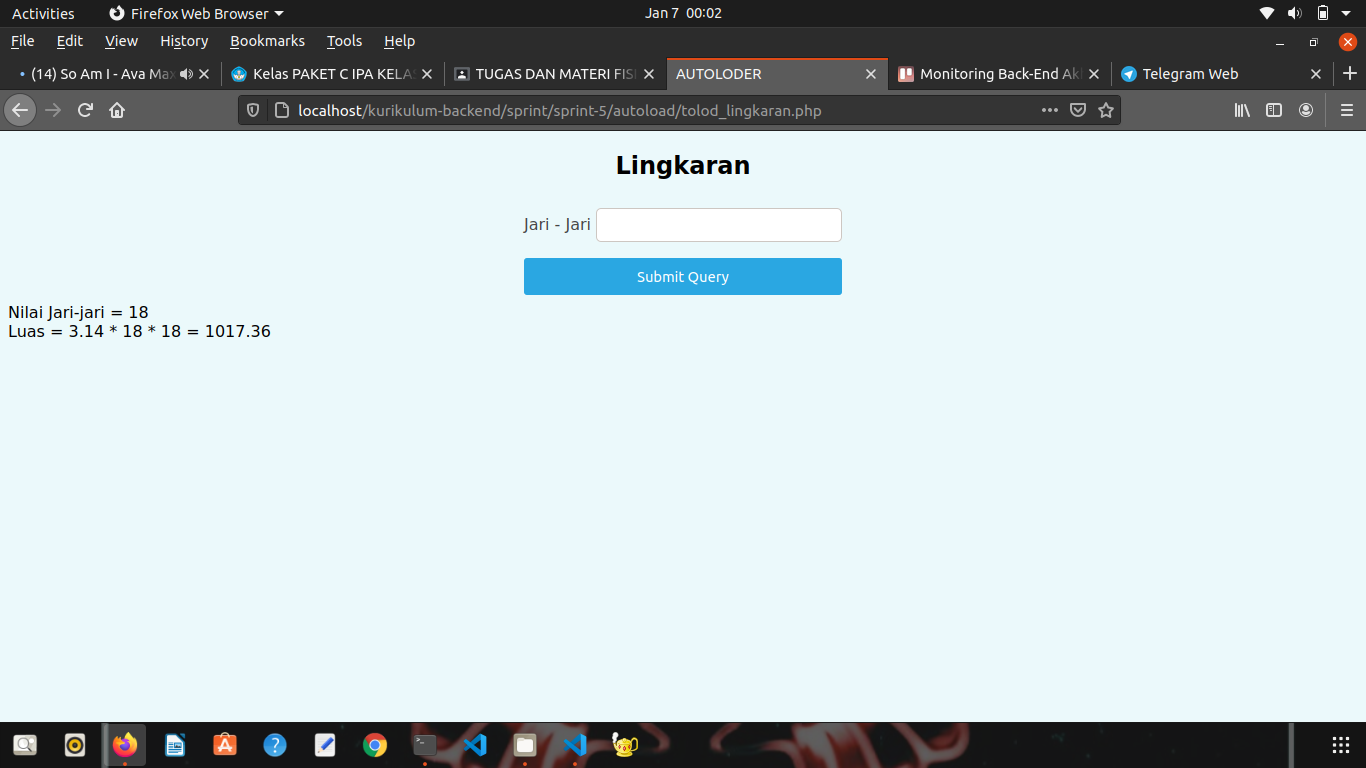 Activities
Firefox Web Browser
Jan 7 00:02
File Edit View History Bookmarks Tools Help
(14) So Am I - Ava Max
Kelas PAKET C IPA KELAS
TUGAS DAN MATERI FIS
AUTOLODER
Monitoring Back-End Ak
Telegram Web
localhost/kurikulum-backend/sprint/sprint-5/autoload/tolod_lingkaran.php
Lingkaran
Jari - Jari
Submit Query
Nilai Jari-jari = 18
Luas = 3.14 * 18 * 18 = 1017.36